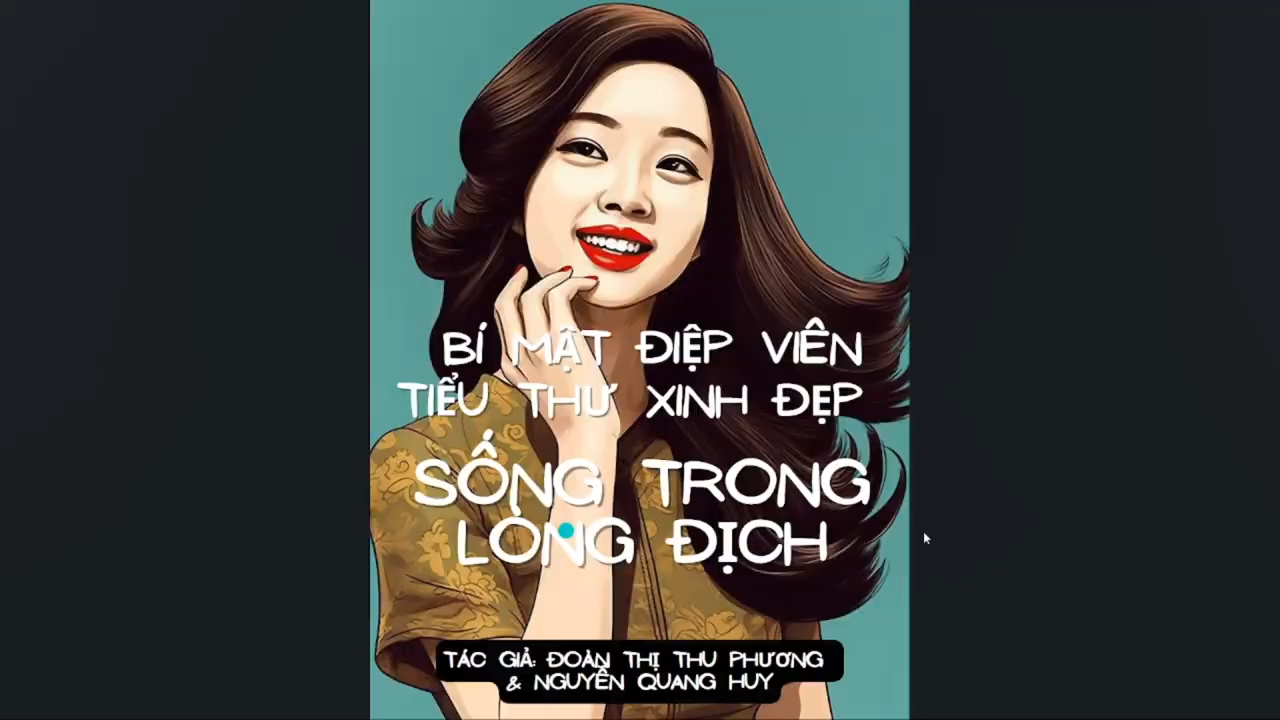 BÍ MẬT ĐIỆP VIÊN
TIỂU THƯ XINH ĐẸP
SỐNG TRONG
LÒNG ĐỊCH
TÁC GIẢ: ĐOÀN THỊ THU PHƯƠNG
& NGUYỄN QUANG HUY